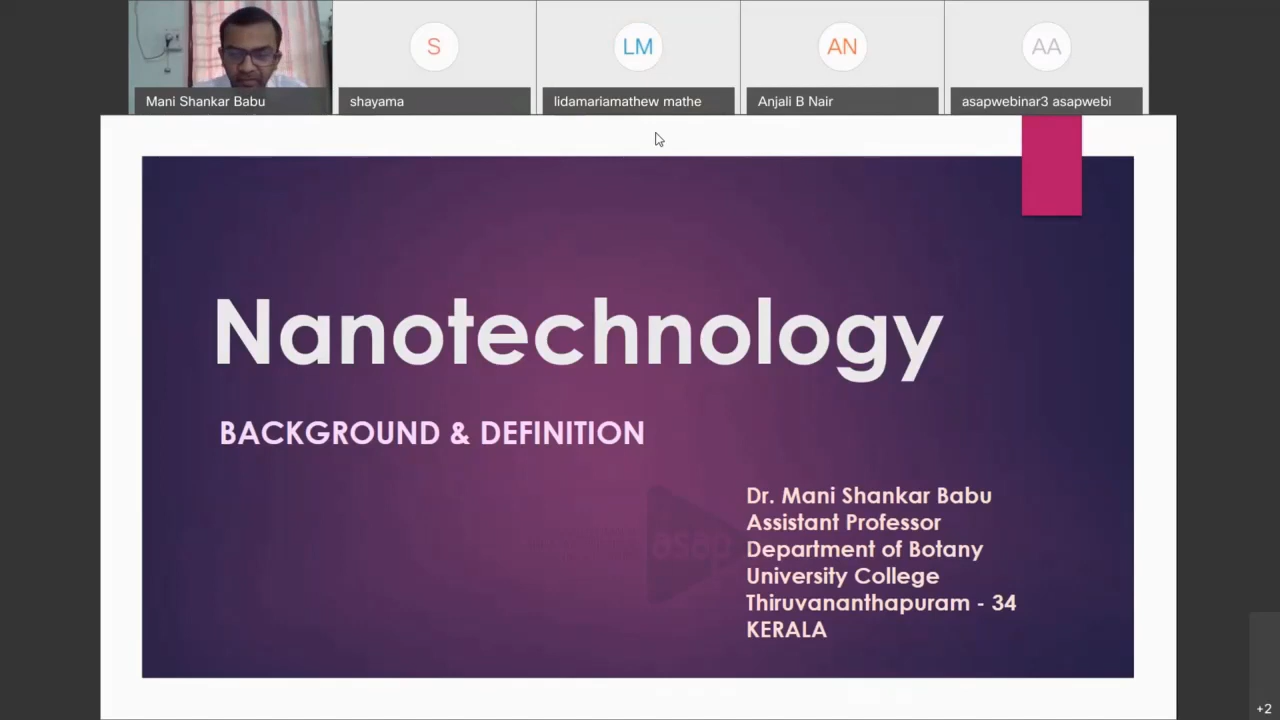 S
LM
AN
AA
Mani Shankar Babu
shayama
lidamariamathew mathe
Anjali B Nair
asapwebinar3 asapwebi
Nanotechnology
BACKGROUND & DEFINITION
Dr. Mani Shankar Babu
Assistant Professor
asap
Department of Botany
University College
Thiruvananthapuram - 34
KERALA
+2